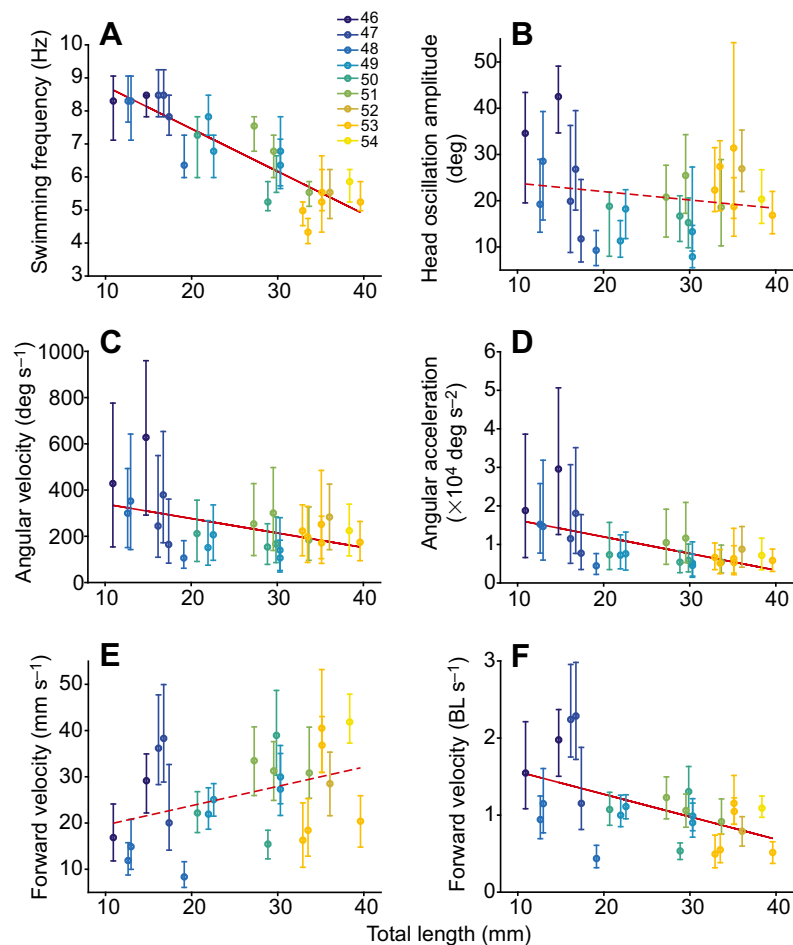 A
B
46
47
48
49
50
51
52
53
54
Swimming frequency (Hz)
10
9
8
7
6
5
4
3
10 20 30 40
Head oscillation amplitude
(deg)
50
40
30
20
10
10 20 30 40
C
D
Angular velocity (deg s⁻¹)
1000
800
600
400
200
0
10 20 30 40
Angular acceleration
(×10⁴ deg s⁻²)
6
5
4
3
2
1
0
10 20 30 40
E
F
Forward velocity (mm s⁻¹)
50
40
30
20
10
10 20 30 40
Forward velocity (BL s⁻¹)
3
2
1
0
10 20 30 40
Total length (mm)